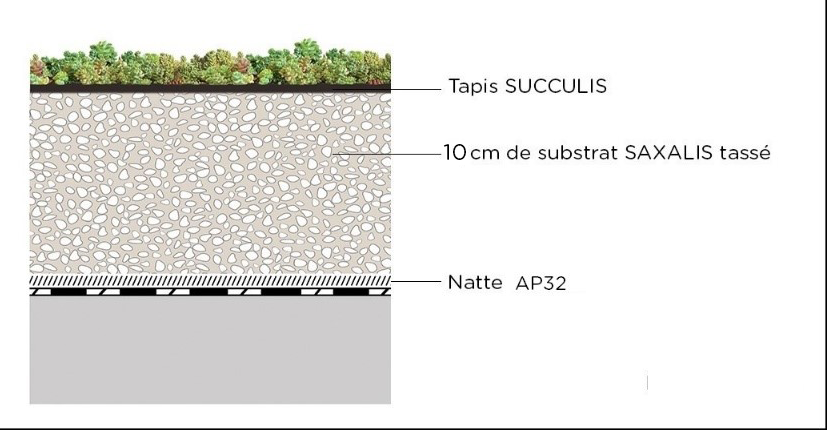 Tapis SUCCULIS
10 cm de substrat SAXALIS tassé
Natte AP32